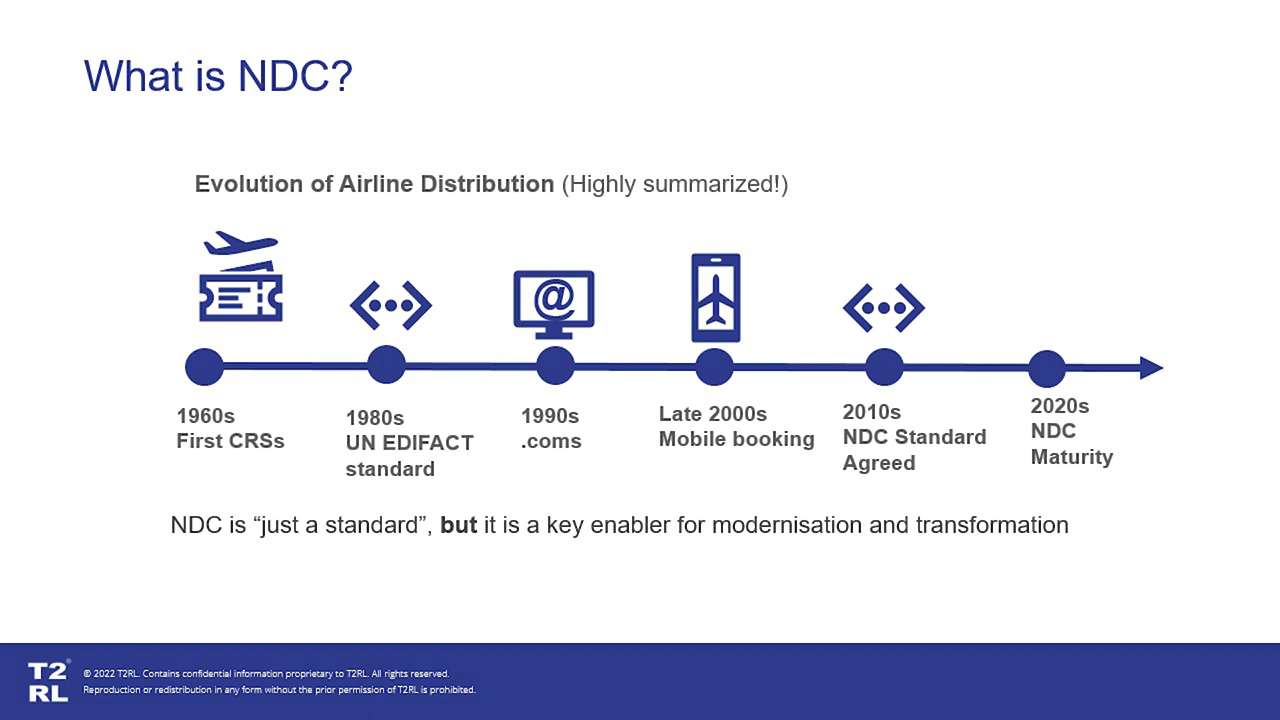 What is NDC?
Evolution of Airline Distribution (Highly summarized!)
@
1960s
First CRSs
1980s
UN EDIFACT
standard
1990s
.coms
Late 2000s
Mobile booking
2010s
NDC Standard
Agreed
2020s
NDC
Maturity
NDC is “just a standard”, but it is a key enabler for modernisation and transformation
T2
RL
®
© 2022 T2RL. Contains confidential information proprietary to T2RL. All rights reserved.
Reproduction or redistribution in any form without the prior permission of T2RL is prohibited.